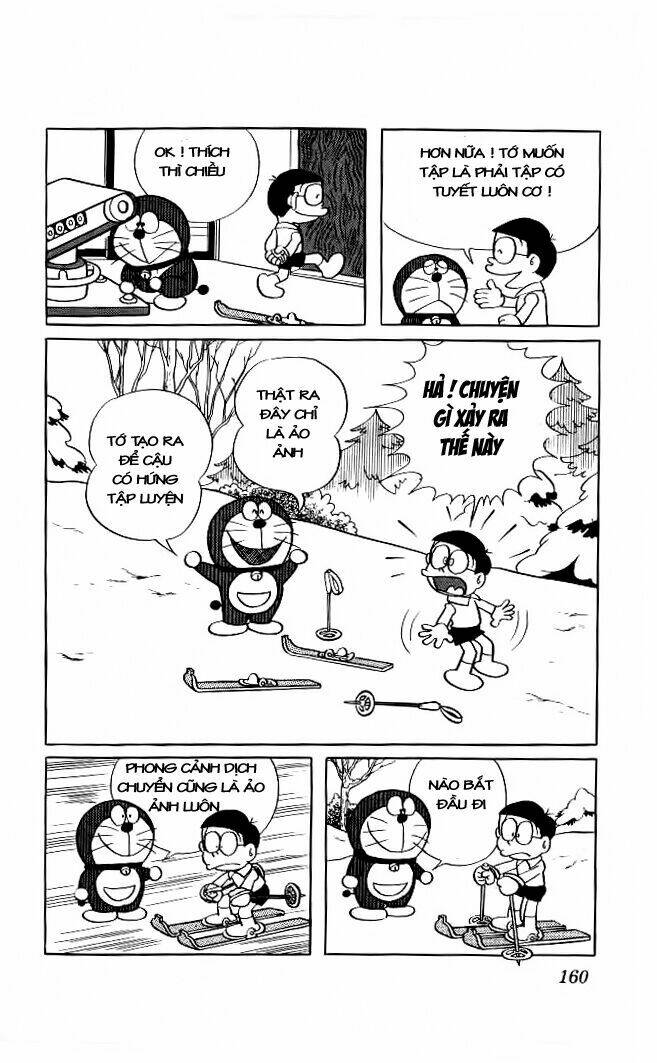 HƠN NỮA ! TỚ MUỐN
TẬP LÀ PHẢI TẬP CÓ
TUYẾT LUÔN CƠ !
OK ! THÍCH
THÌ CHIỀU
HẢ ! CHUYỆN
GÌ XẢY RA
THẾ NÀY
THẬT RA
ĐÂY CHỈ
LÀ ẢO
ẢNH
TỚ TẠO RA
ĐỂ CẬU
CÓ HỨNG
TẬP LUYỆN
NÀO BẮT
ĐẦU ĐI
PHONG CẢNH DỊCH
CHUYỂN CŨNG LÀ ẢO
ẢNH LUÔN
160